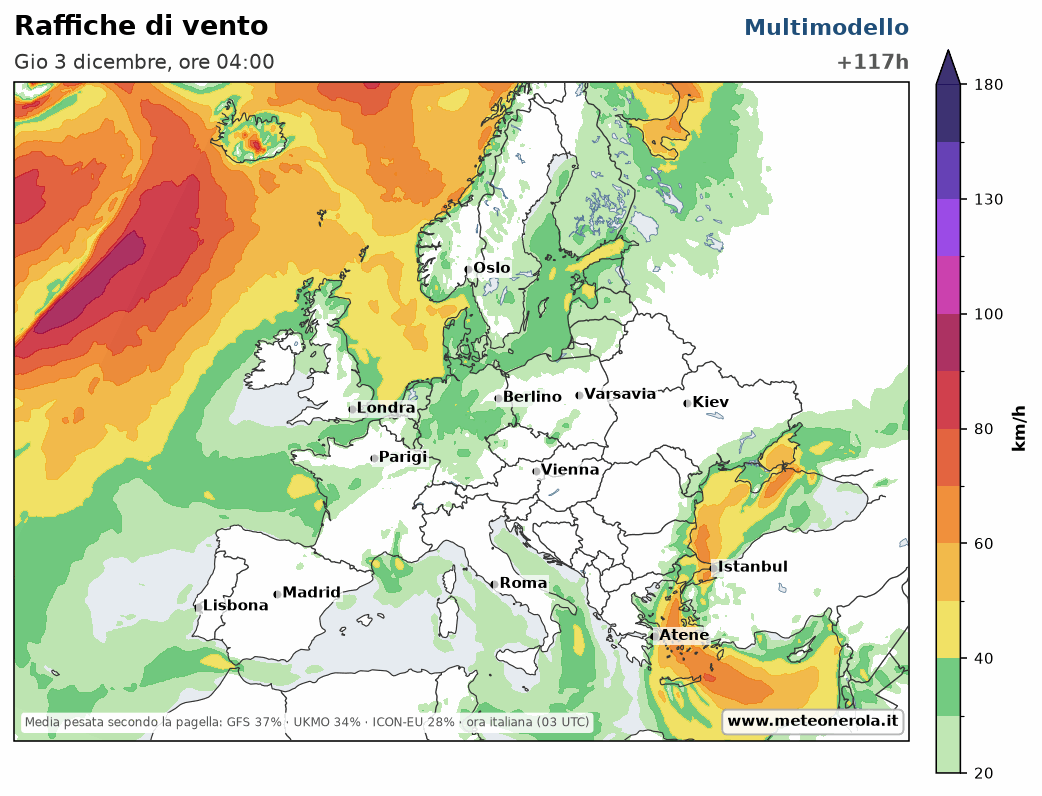 Raffiche di vento
Multimodello
Gio 3 dicembre, ore 04:00
+117h
180
130
100
80
60
40
20
km/h
Oslo
Berlino
Varsavia
Kiev
Londra
Parigi
Vienna
Istanbul
Roma
Madrid
Lisbona
Atene
Media pesata secondo la pagella: GFS 37% · UKMO 34% · ICON-EU 28% · ora italiana (03 UTC)
www.meteonerola.it